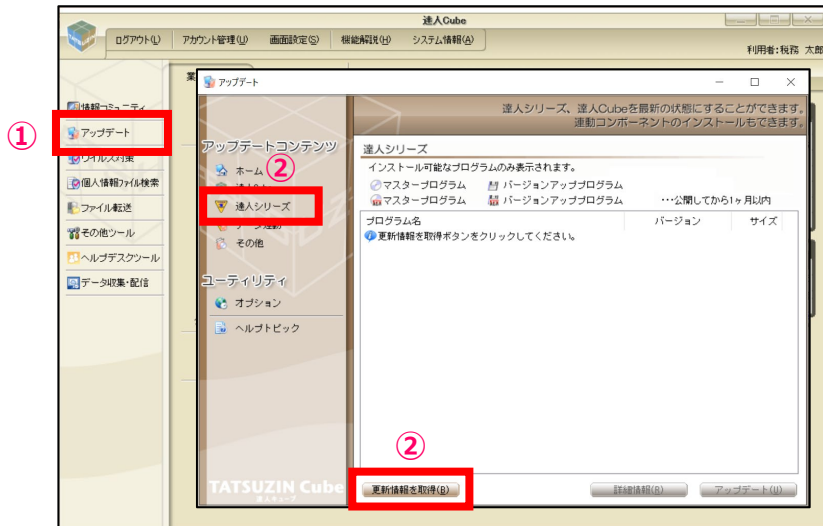 達人Cube
ログアウト(L) アカウント管理(U) 画面設定(S) 機能解説(H) システム情報(A)
利用者:税務 太郎
業
①
情報コミュニティ
アップデート
ウイルス対策
個人情報ファイル検索
ファイル転送
その他ツール
ヘルプデスクツール
データ収集・配信
アップデート
達人シリーズ、達人Cubeを最新の状態にすることができます。
連動コンポーネントのインストールもできます。
アップデートコンテンツ
ホーム
②
達人シリーズ
その他
ユーティリティ
オプション
ヘルプトピック
TATSUZIN Cube
達人キューブ
達人シリーズ
インストール可能なプログラムのみ表示されます。
マスタープログラム バージョンアッププログラム
マスタープログラム バージョンアッププログラム ・・・公開してから1ヶ月以内
プログラム名 バージョン サイズ
更新情報を取得ボタンをクリックしてください。
②
更新情報を取得(B) 詳細情報(R) アップデート(U)